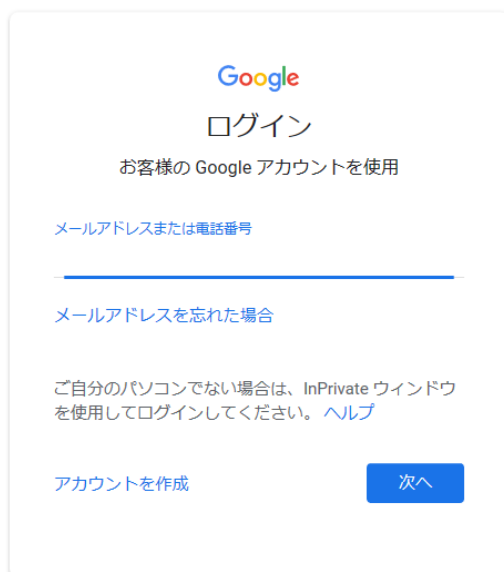 Google
ログイン
お客様の Google アカウントを使用
メールアドレスまたは電話番号
メールアドレスを忘れた場合
ご自分のパソコンでない場合は、InPrivate ウィンドウ
を使用してログインしてください。 ヘルプ
アカウントを作成
次へ